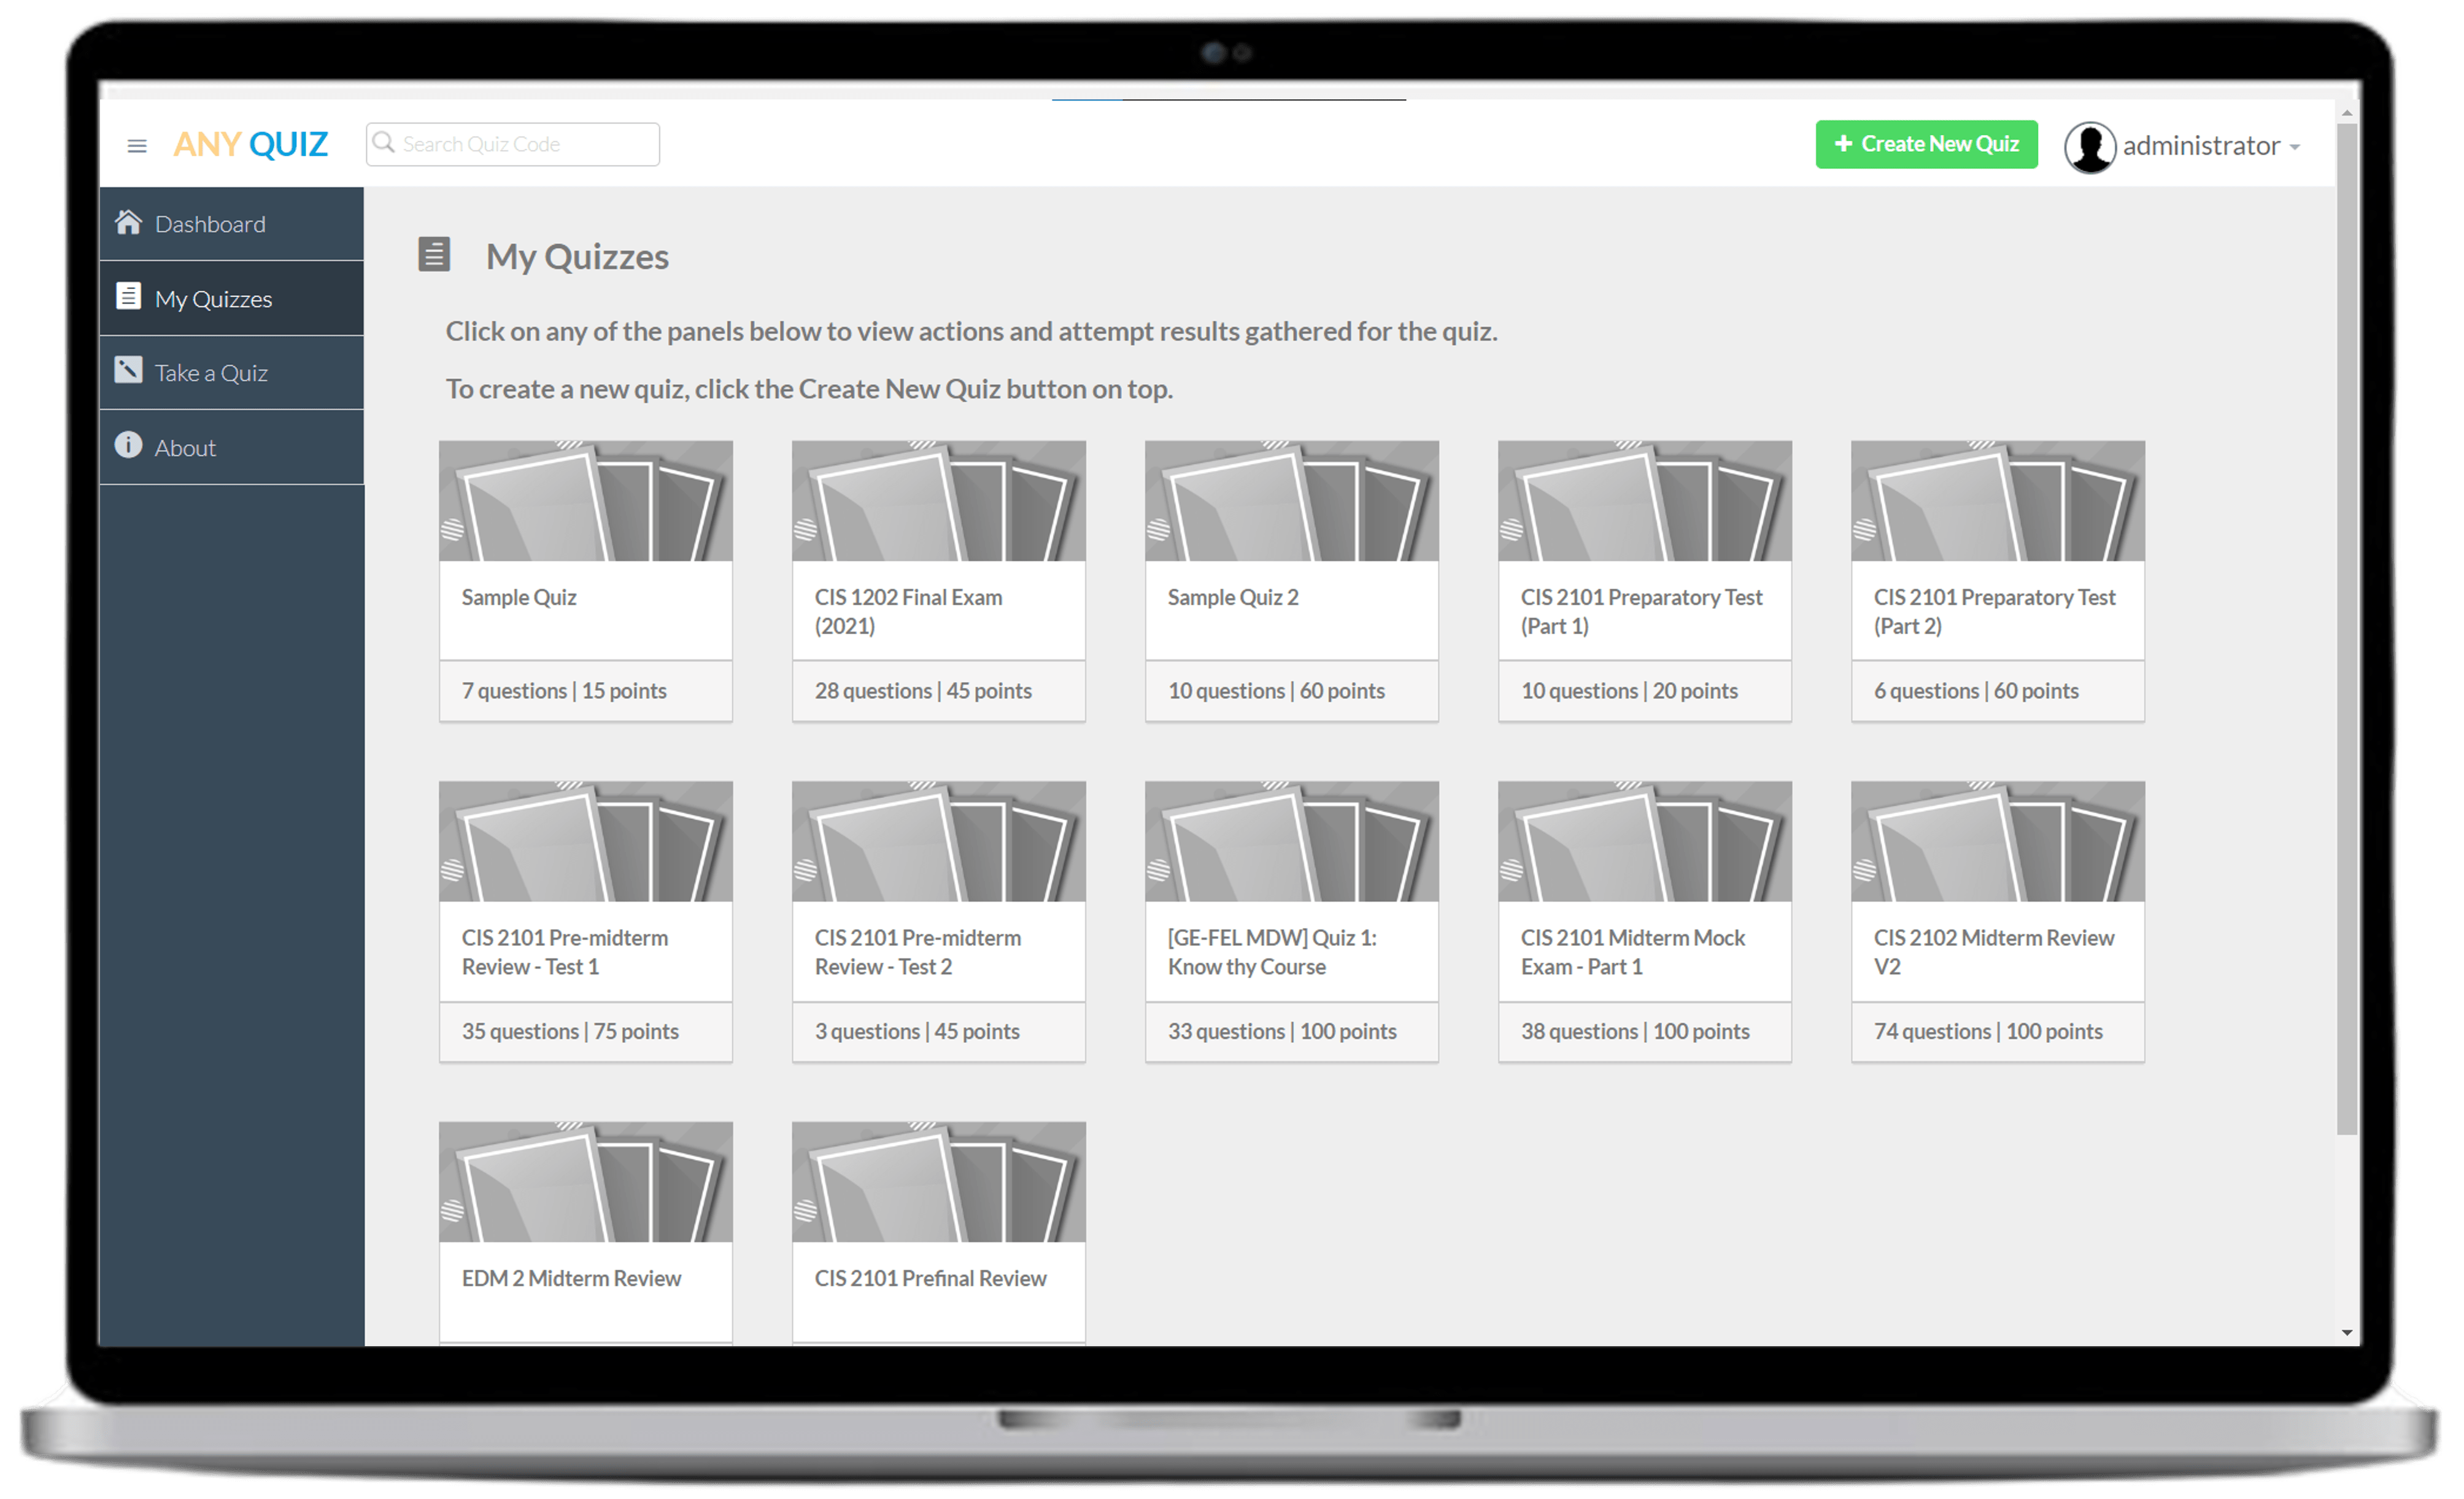 ANY QUIZ
Search Quiz Code
Create New Quiz
administrator
Dashboard
My Quizzes
Take a Quiz
About
My Quizzes
Click on any of the panels below to view actions and attempt results gathered for the quiz.
To create a new quiz, click the Create New Quiz button on top.
Sample Quiz
7 questions | 15 points
CIS 1202 Final Exam
(2021)
28 questions | 45 points
Sample Quiz 2
10 questions | 60 points
CIS 2101 Preparatory Test
(Part 1)
10 questions | 20 points
CIS 2101 Preparatory Test
(Part 2)
6 questions | 60 points
CIS 2101 Pre-midterm
Review - Test 1
35 questions | 75 points
CIS 2101 Pre-midterm
Review - Test 2
3 questions | 45 points
[GE-FEL MDW] Quiz 1:
Know thy Course
33 questions | 100 points
CIS 2101 Midterm Mock
Exam - Part 1
38 questions | 100 points
CIS 2102 Midterm Review
V2
74 questions | 100 points
EDM 2 Midterm Review
CIS 2101 Prefinal Review